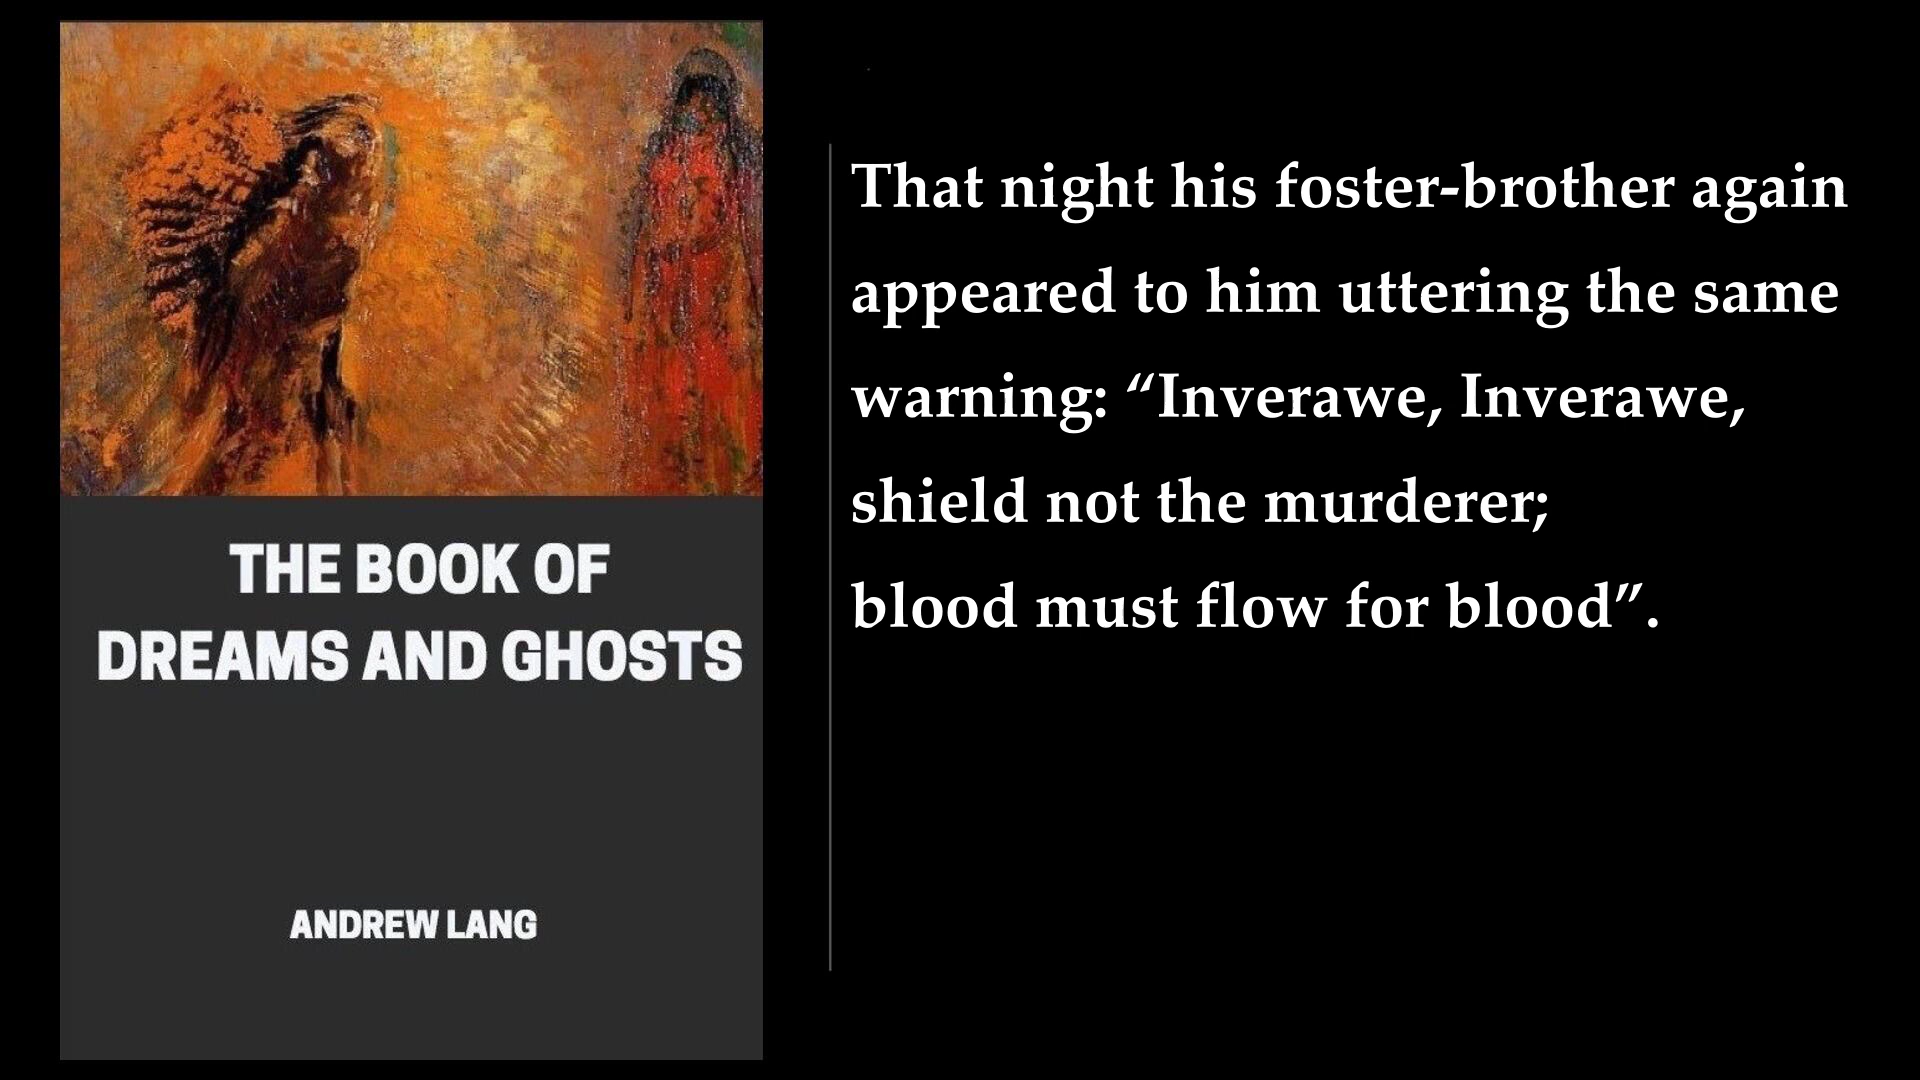 THE BOOK OF
DREAMS AND GHOSTS
ANDREW LANG
That night his foster-brother again
appeared to him uttering the same
warning: “Inverawe, Inverawe,
shield not the murderer;
blood must flow for blood”.